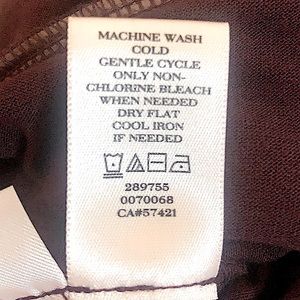 MACHINE WASH
COLD
GENTLE CYCLE
ONLY NON-
CHLORINE BLEACH
WHEN NEEDED
DRY FLAT
COOL IRON
IF NEEDED
289755
0070068
CA#57421